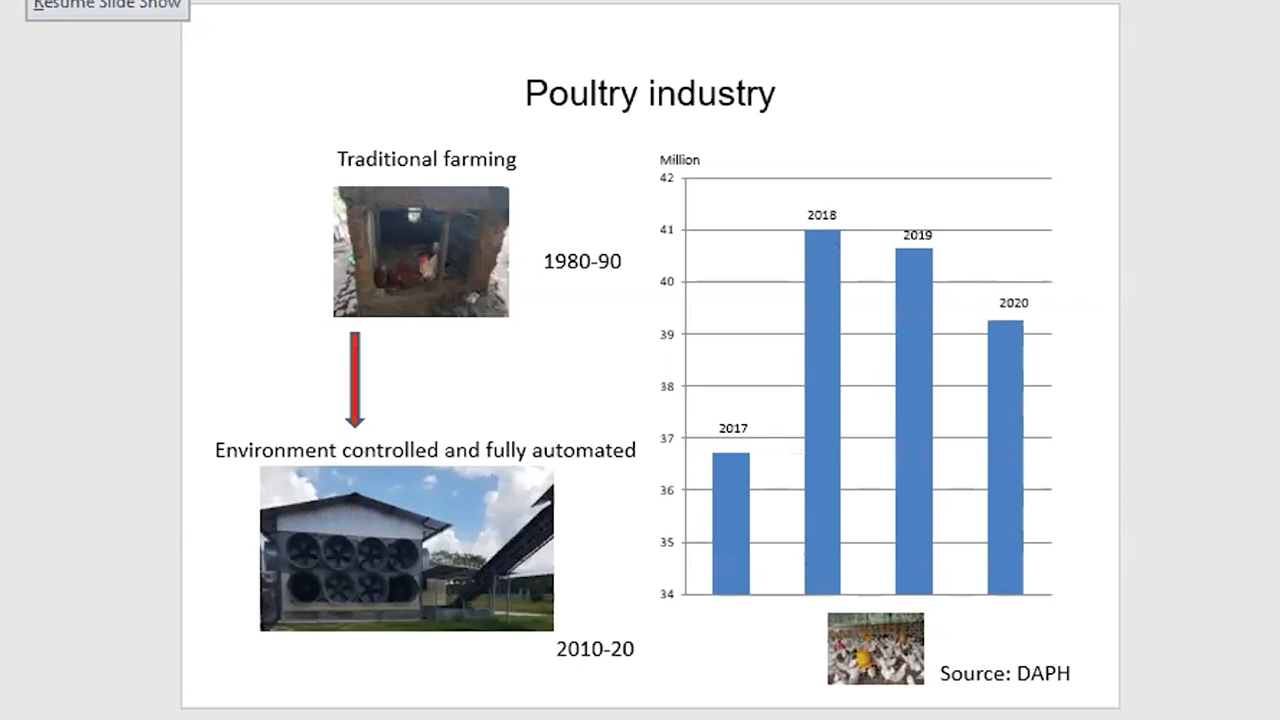 Resume Slide Show
Poultry industry
Traditional farming
1980-90
Environment controlled and fully automated
2010-20
Million
42
41
40
39
38
37
36
35
34
2017
2018
2019
2020
Source: DAPH